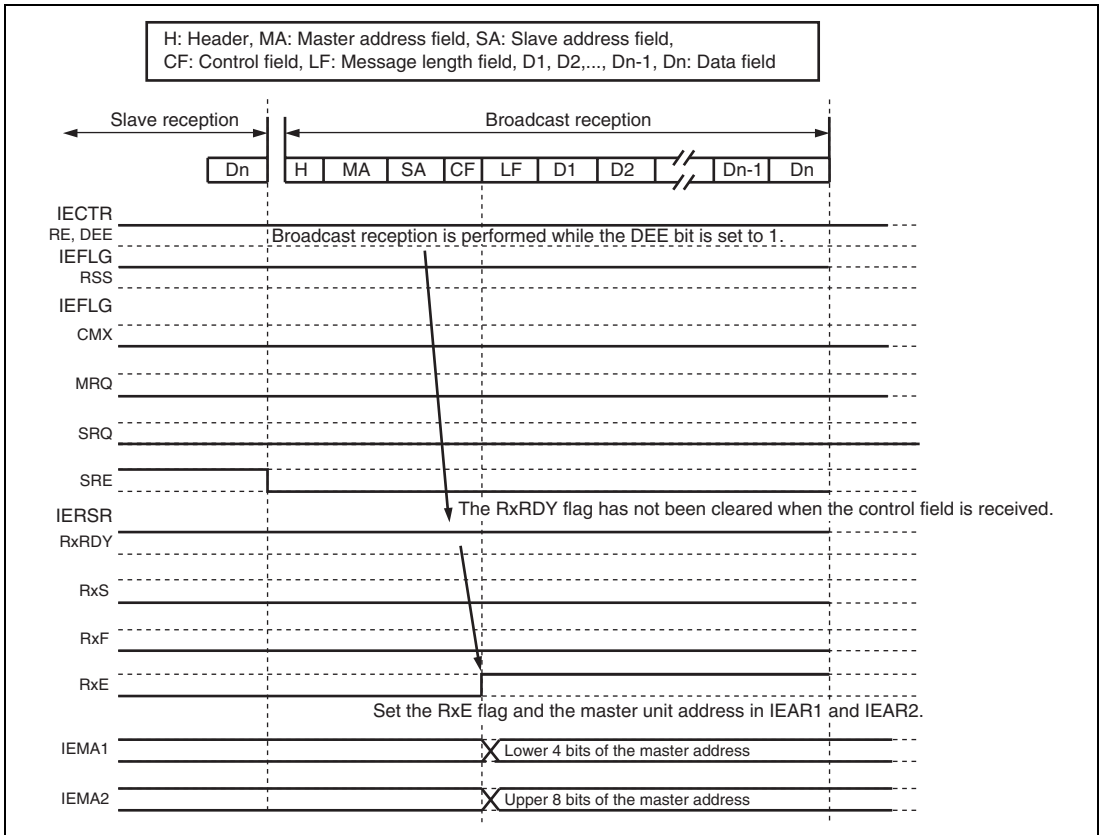 H: Header, MA: Master address field, SA: Slave address field,
CF: Control field, LF: Message length field, D1, D2,..., Dn-1, Dn: Data field
Slave reception
Broadcast reception
Dn H MA SA CF LF D1 D2 Dn-1 Dn
IECTR
RE, DEE
Broadcast reception is performed while the DEE bit is set to 1.
IEFLG
RSS
IEFLG
CMX
MRQ
SRQ
SRE
The RxRDY flag has not been cleared when the control field is received.
IERSR
RxRDY
RxS
RxF
RxE
Set the RxE flag and the master unit address in IEAR1 and IEAR2.
IEMA1
Lower 4 bits of the master address
IEMA2
Upper 8 bits of the master address